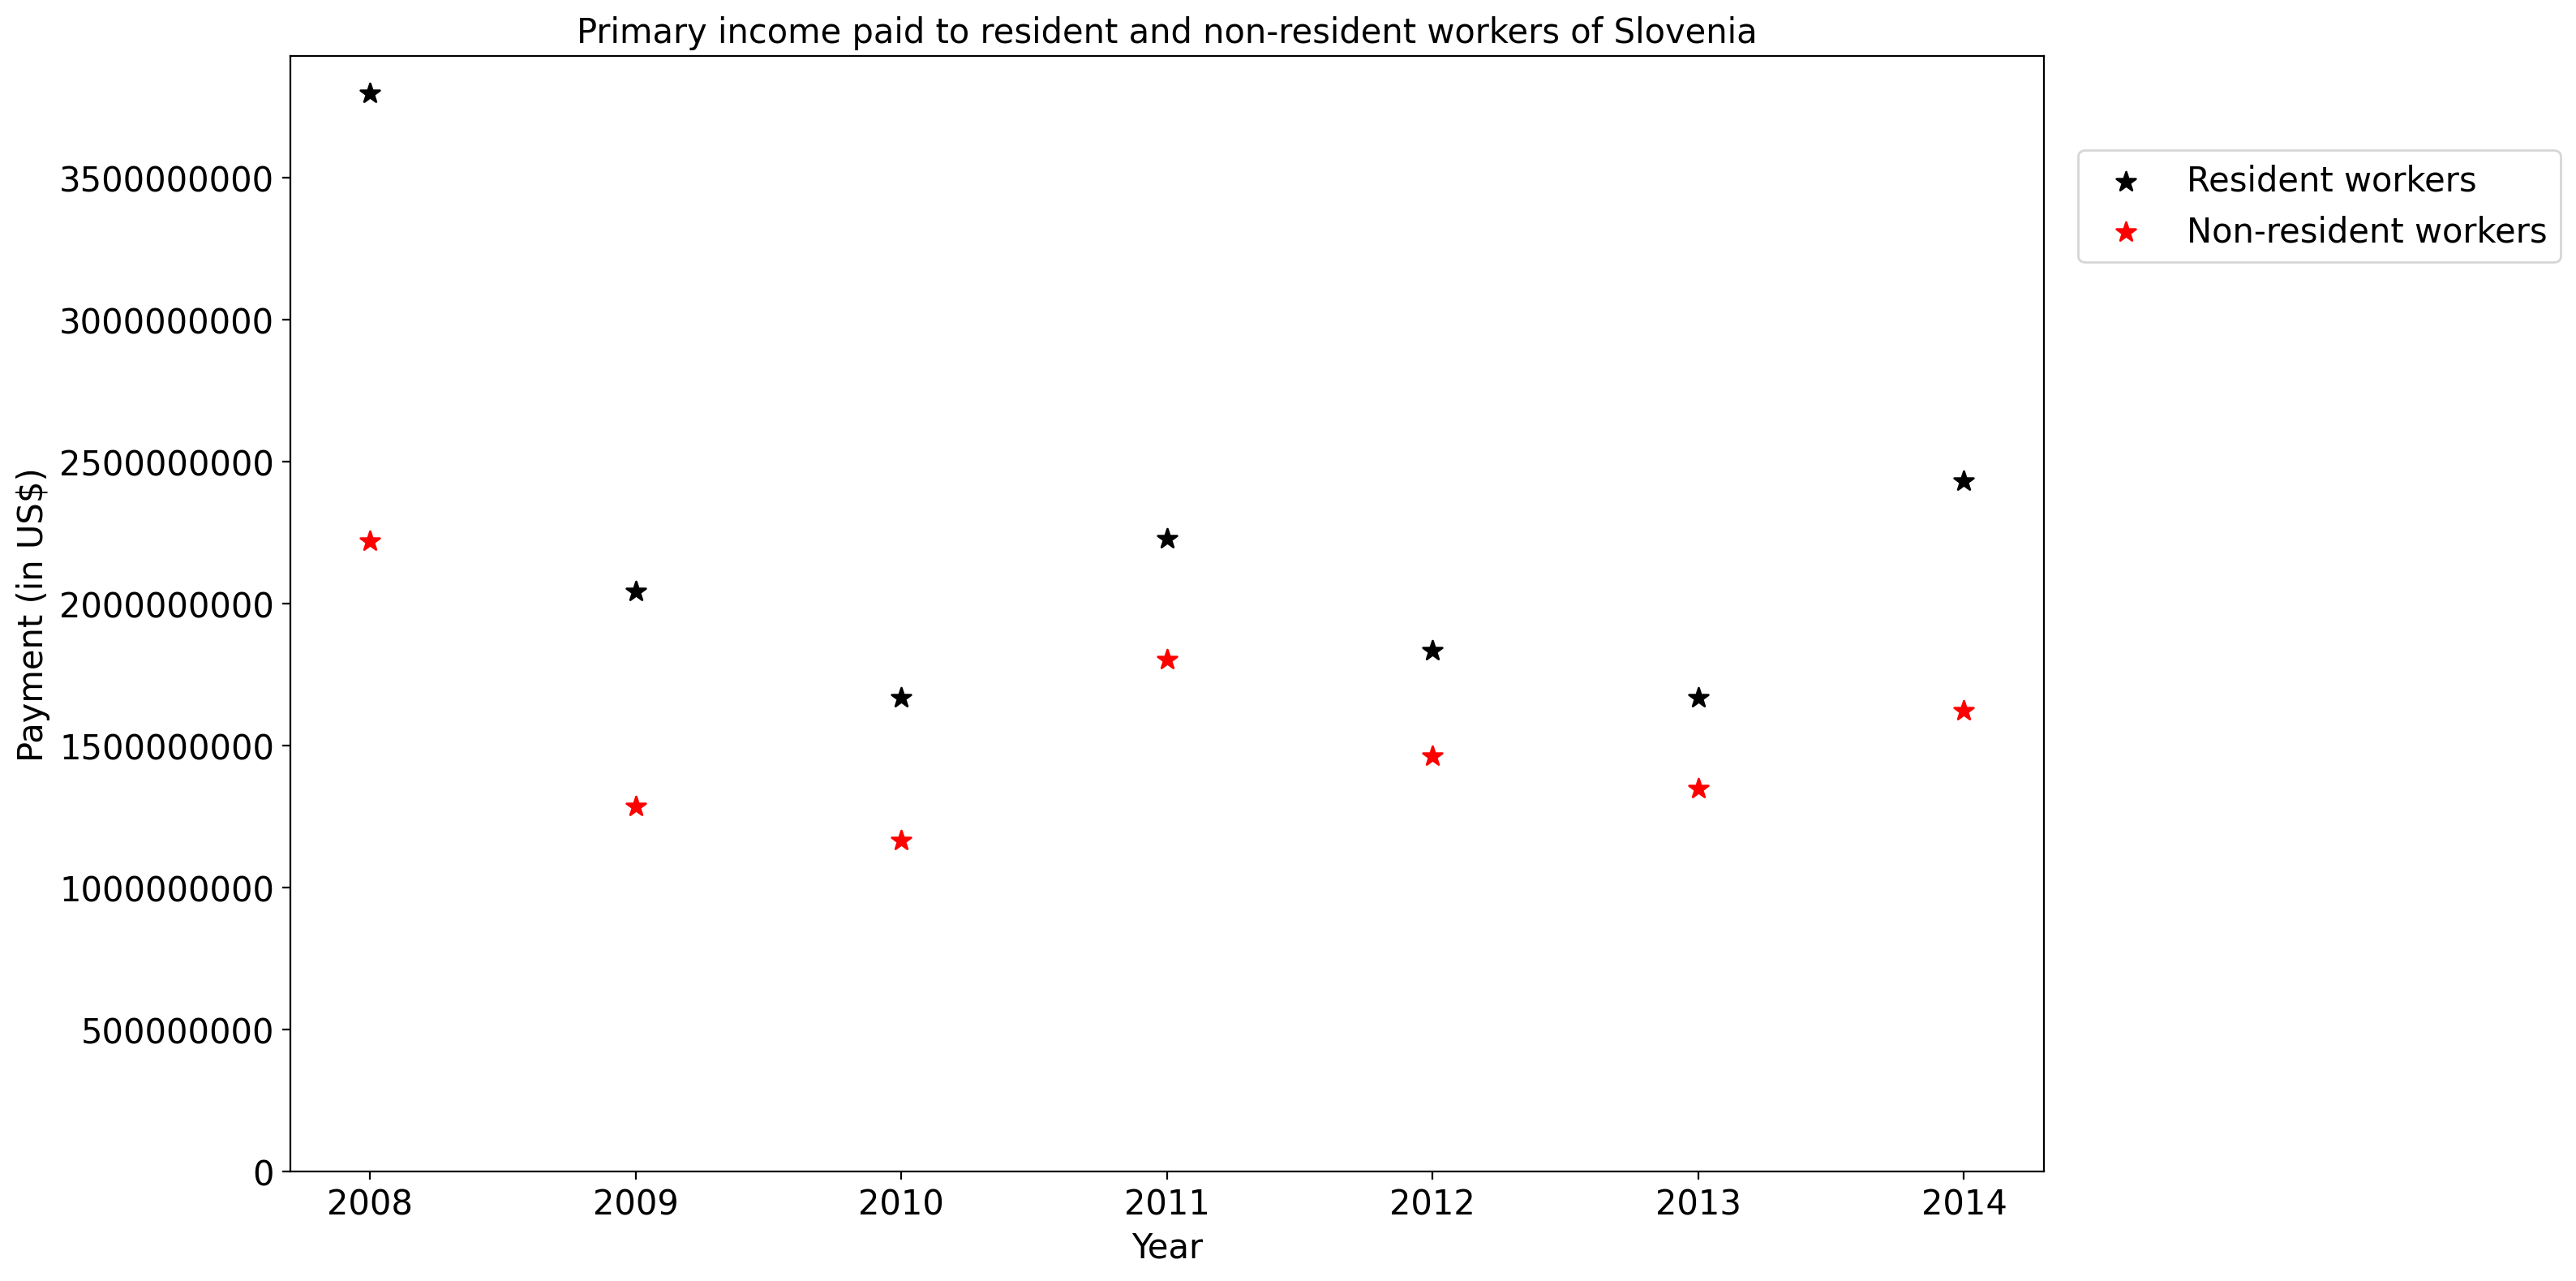 Primary income paid to resident and non-resident workers of Slovenia
Payment (in US$)
3500000000
3000000000
2500000000
2000000000
1500000000
1000000000
500000000
0
2008 2009 2010 2011 2012 2013 2014
Year
Resident workers
Non-resident workers